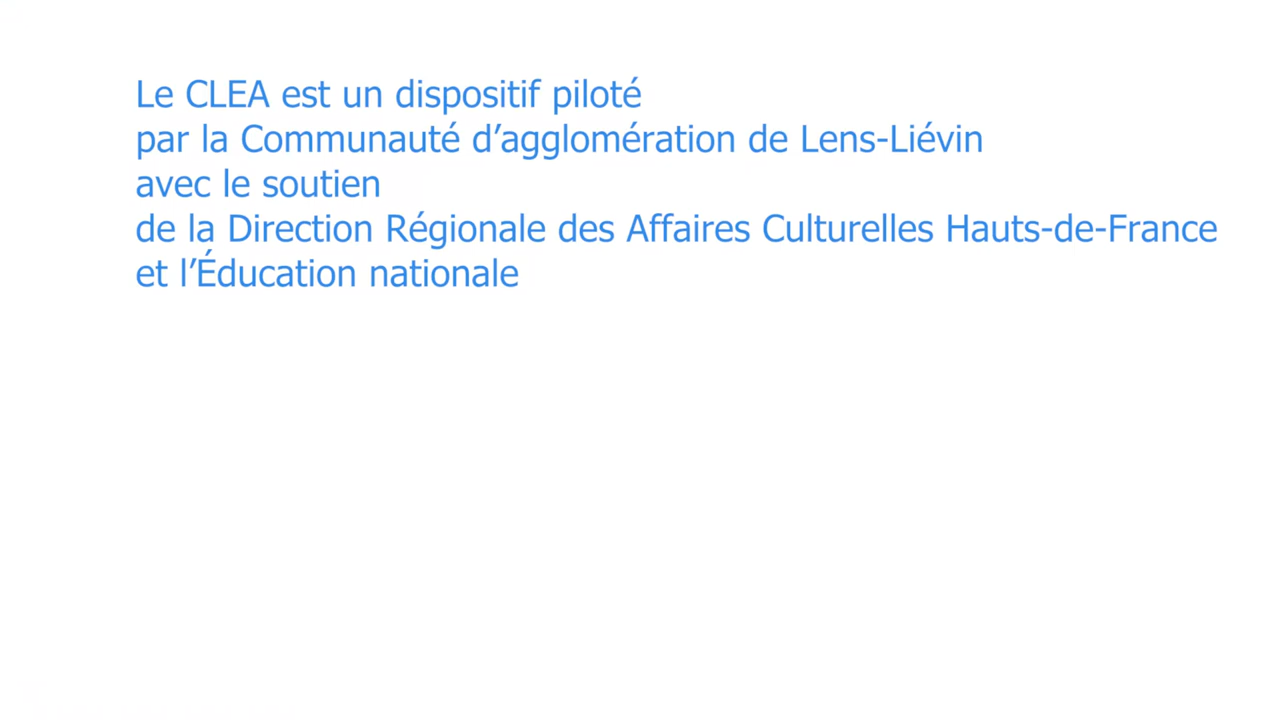 Le CLEA est un dispositif piloté
par la Communauté d’agglomération de Lens-Liévin
avec le soutien
de la Direction Régionale des Affaires Culturelles Hauts-de-France
et l’Éducation nationale